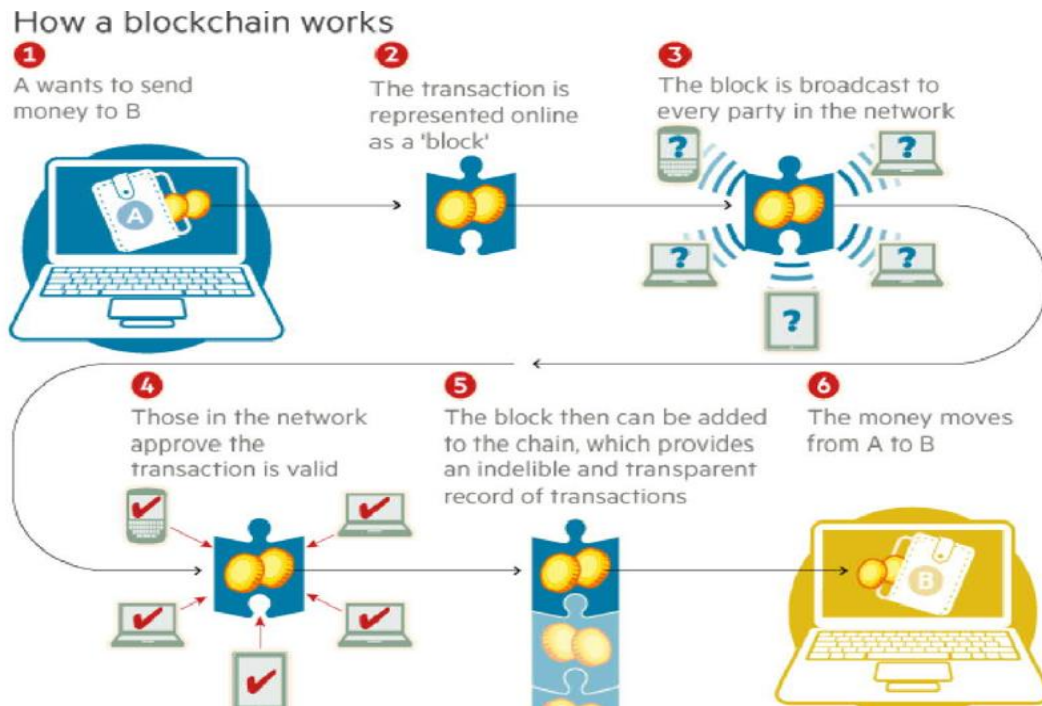 How a blockchain works
1
A wants to send
money to B
2
The transaction is
represented online
as a 'block'
3
The block is broadcast to
every party in the network
A
?
?
?
?
?
4
Those in the network
approve the
transaction is valid
5
The block then can be added
to the chain, which provides
an indelible and transparent
record of transactions
6
The money moves
from A to B
B